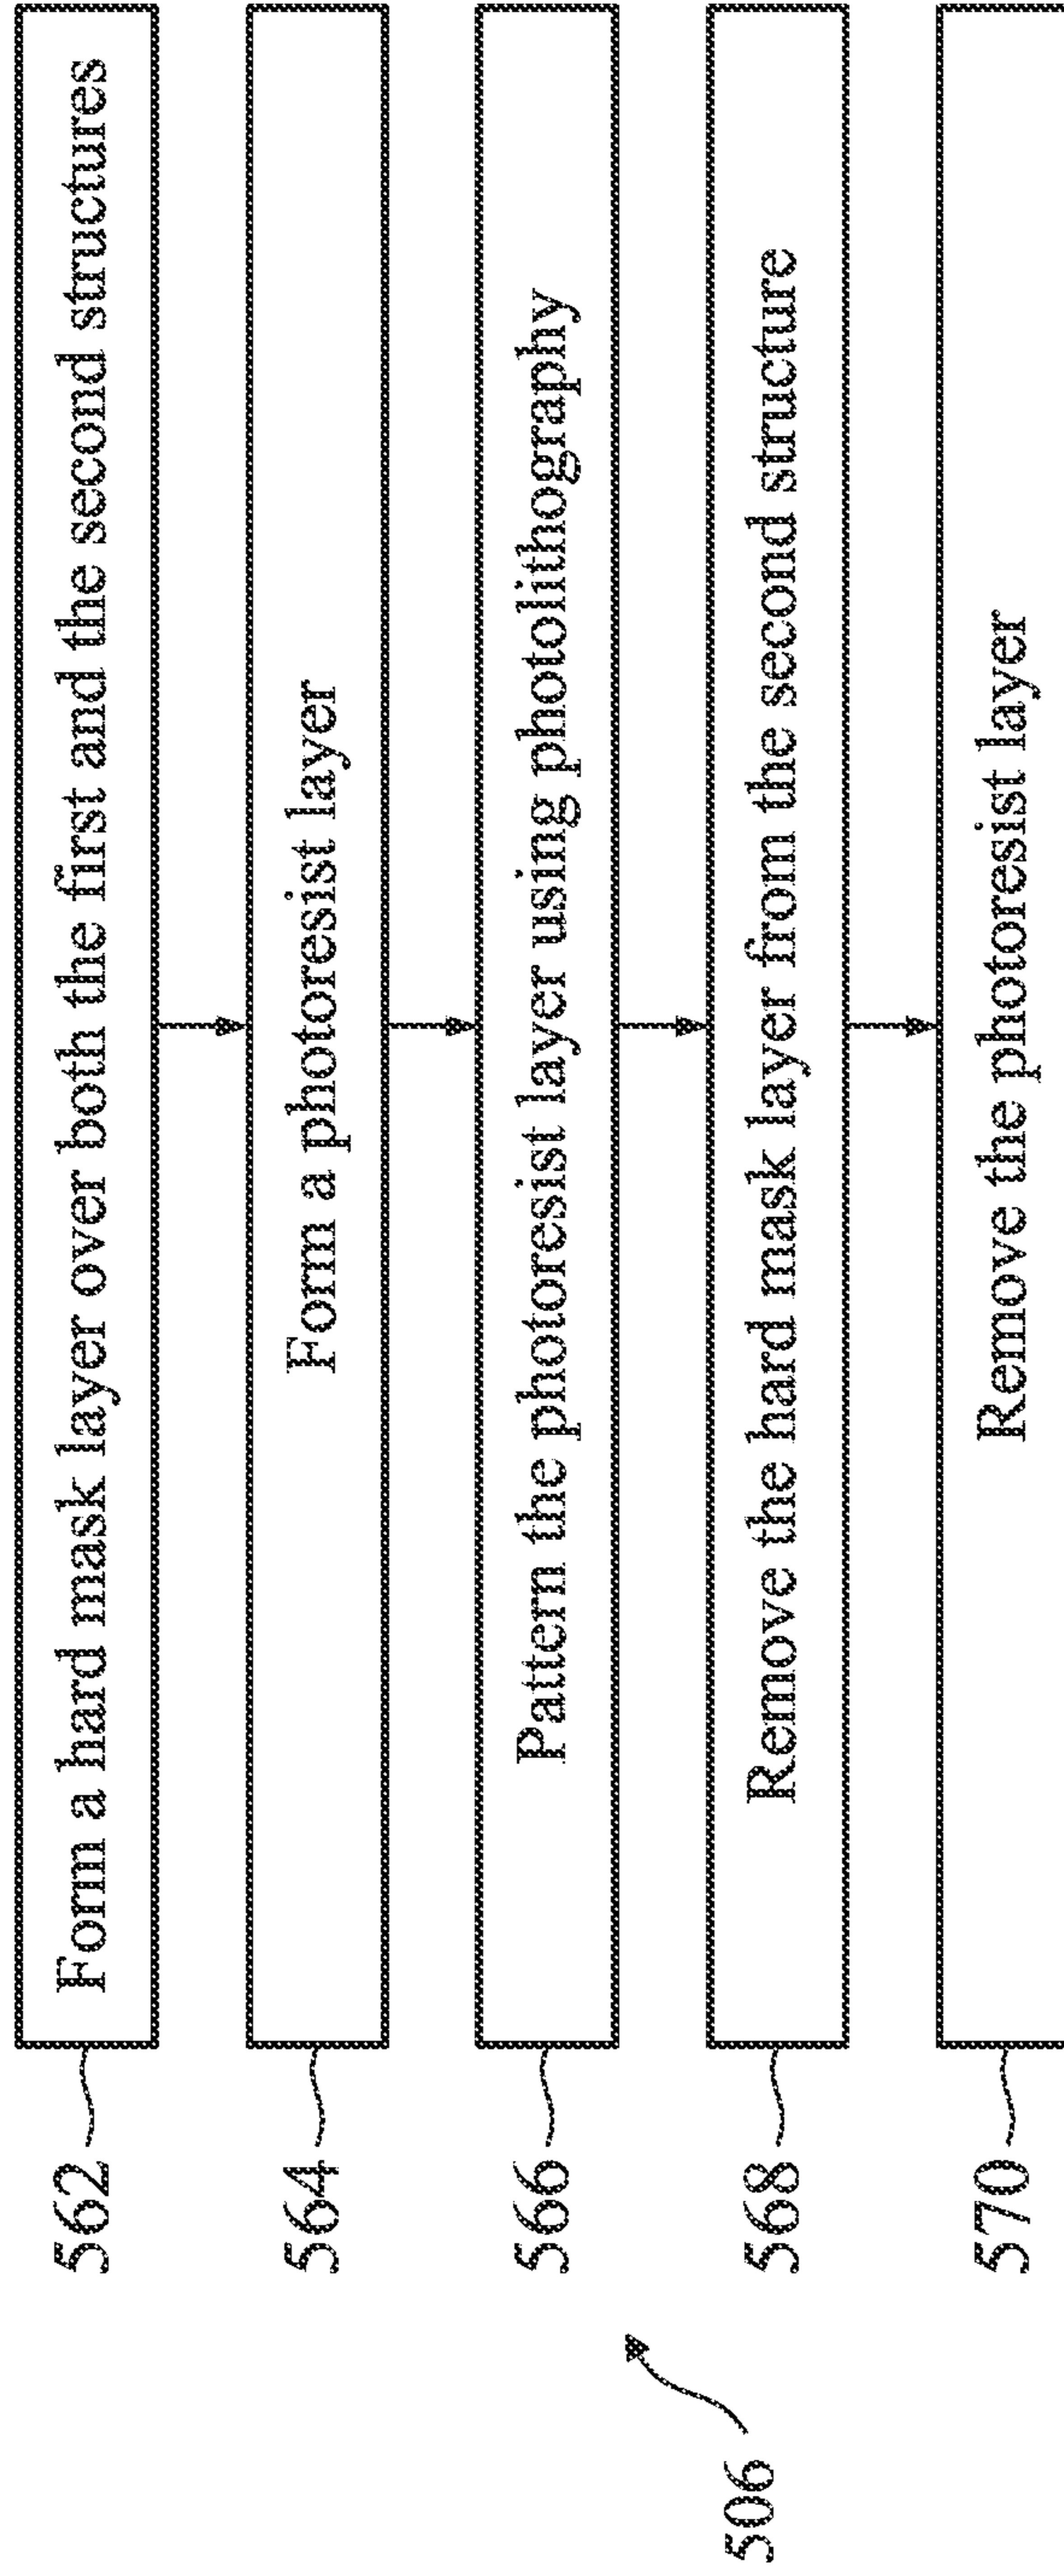 562
Form a hard mask layer over both the first and the second structures
564
Form a photoresist layer
566
Pattern the photoresist layer using photolithography
568
Remove the hard mask layer from the second structure
570
Remove the photoresist layer
506